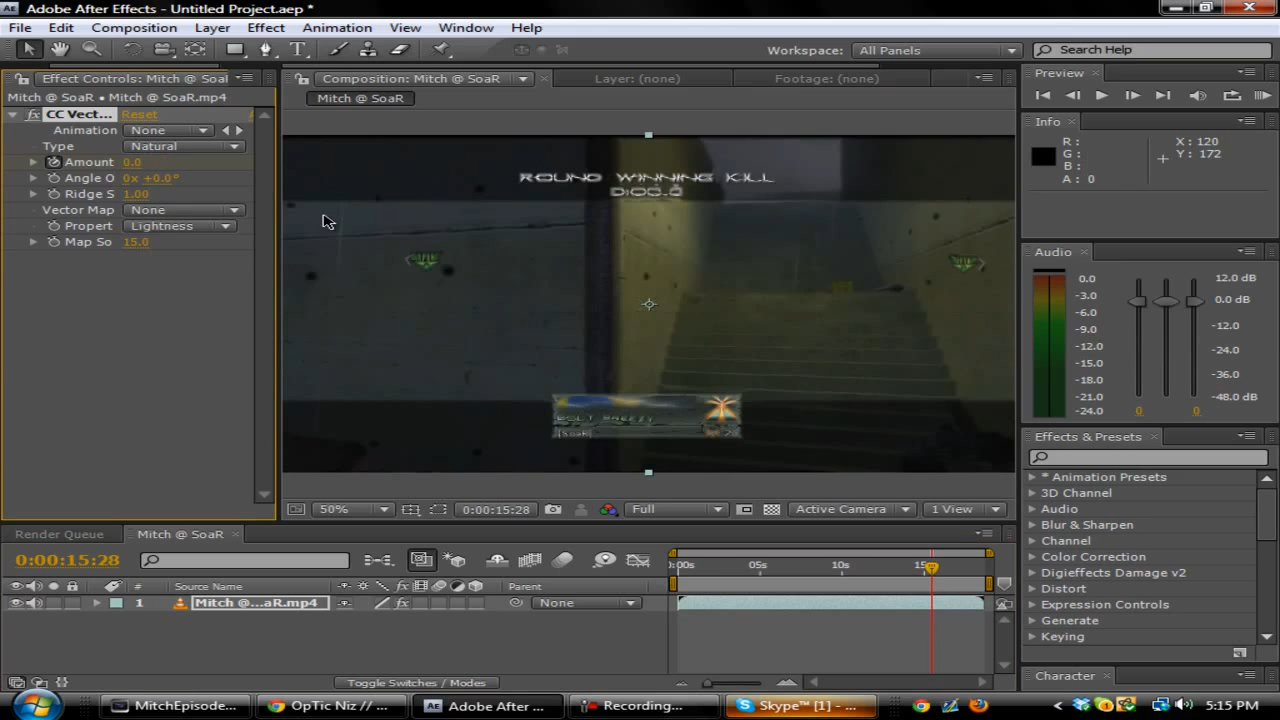 Adobe After Effects - Untitled Project.aep *
File Edit Composition Layer Effect Animation View Window Help
Workspace: All Panels Search Help
Effect Controls: Mitch @ Soal
Composition: Mitch @ SoaR
Layer: (none)
Footage: (none)
Mitch @ SoaR • Mitch @ SoaR.mp4
Mitch @ SoaR
fx CC Vect... Reset
Animation None
Type Natural
Amount 0.0
Angle O 0x +0.0°
Ridge S 1.00
Vector Map None
Propert Lightness
Map So 15.0
ROUND WINNING KILL
[SoaR]
50% 0:00:15:28 Full Active Camera 1 View
Preview
Info
R :
G :
B :
A : 0
X : 120
Y : 172
Audio
0.0
-3.0
-6.0
-9.0
-12.0
-15.0
-18.0
-21.0
-24.0
12.0 dB
0.0 dB
-12.0
-24.0
-36.0
-48.0 dB
0 0
Effects & Presets
* Animation Presets
3D Channel
Audio
Blur & Sharpen
Channel
Color Correction
Digieffects Damage v2
Distort
Expression Controls
Generate
Keying
Character
Render Queue Mitch @ SoaR
0:00:15:28
# Source Name Parent
1 Mitch @...aR.mp4 None
:00s 05s 10s 15
Toggle Switches / Modes
MitchEpisode... OpTic Niz // ... Adobe After ... Recording... Skype™ [1] - ... 5:15 PM